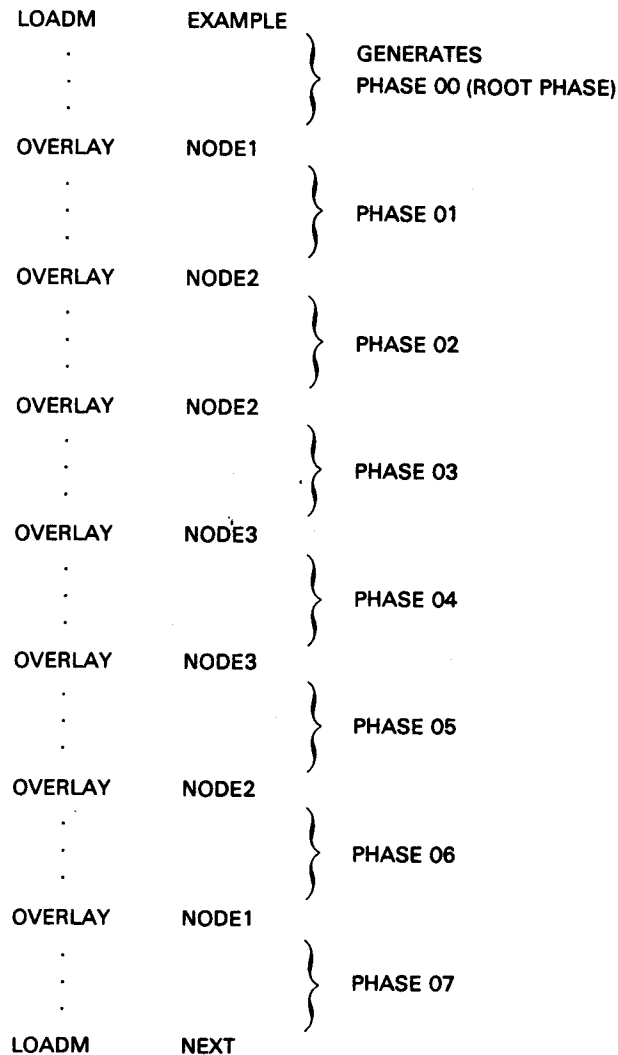 LOADM EXAMPLE
.
. GENERATES
. PHASE 00 (ROOT PHASE)
OVERLAY NODE1
.
. PHASE 01
.
OVERLAY NODE2
.
. PHASE 02
.
OVERLAY NODE2
.
. PHASE 03
.
OVERLAY NODE3
.
. PHASE 04
.
OVERLAY NODE3
.
. PHASE 05
.
OVERLAY NODE2
.
. PHASE 06
.
OVERLAY NODE1
.
. PHASE 07
.
LOADM NEXT